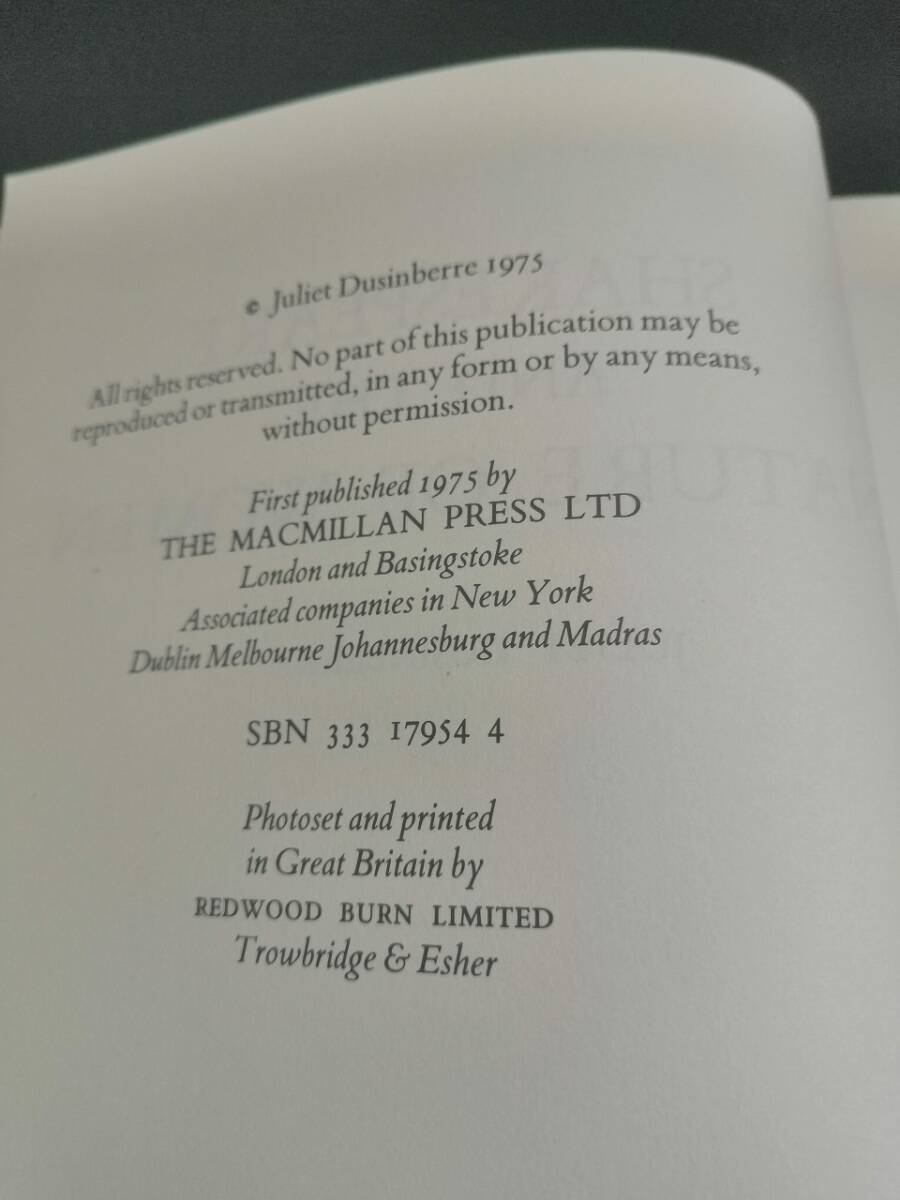 © Juliet Dusinberre 1975
All rights reserved. No part of this publication may be
reproduced or transmitted, in any form or by any means,
without permission.
First published 1975 by
THE MACMILLAN PRESS LTD
London and Basingstoke
Associated companies in New York
Dublin Melbourne Johannesburg and Madras
SBN 333 17954 4
Photoset and printed
in Great Britain by
REDWOOD BURN LIMITED
Trowbridge & Esher